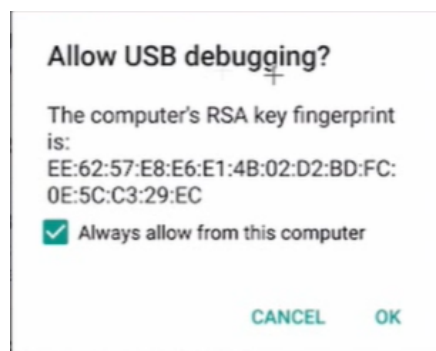 Allow USB debugging?
The computer's RSA key fingerprint
is:
EE:62:57:E8:E6:E1:4B:02:D2:BD:FC:
0E:5C:C3:29:EC
Always allow from this computer
CANCEL OK